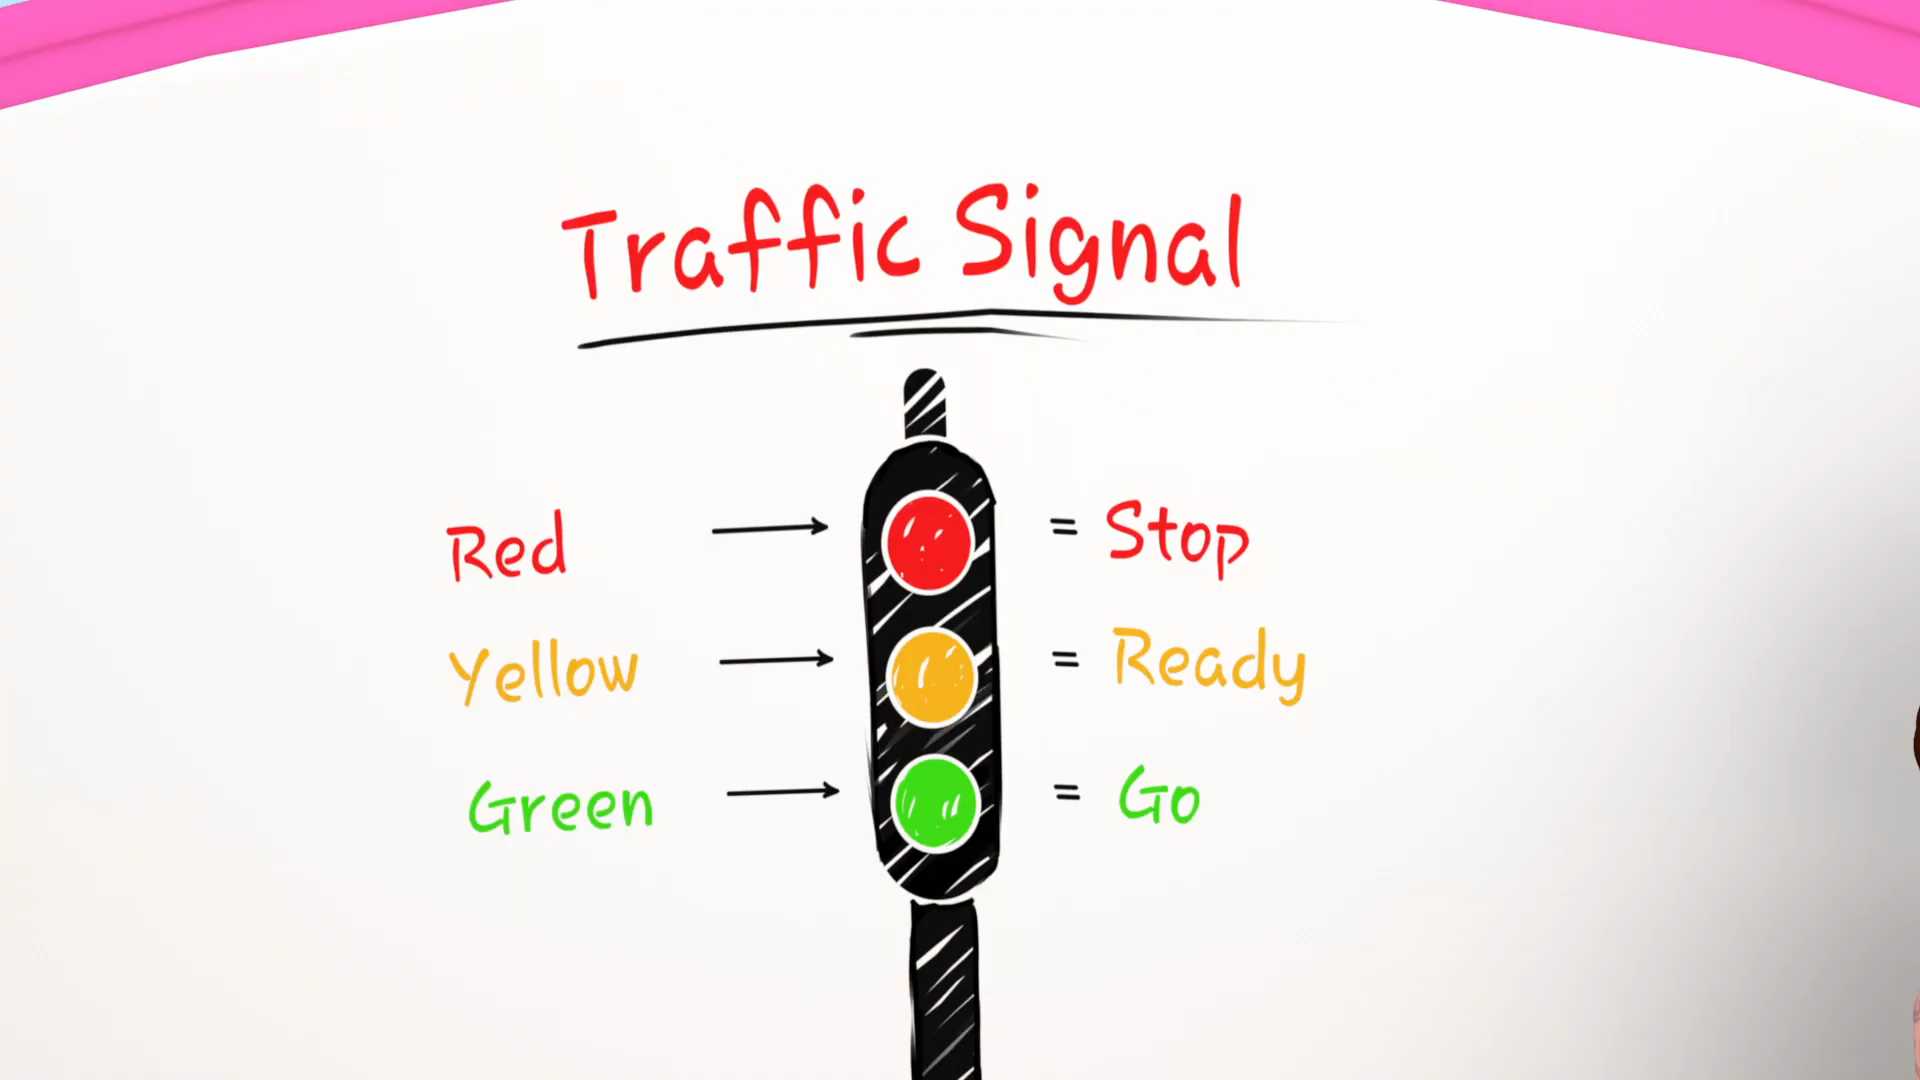 Traffic Signal
Red = Stop
Yellow = Ready
Green = Go